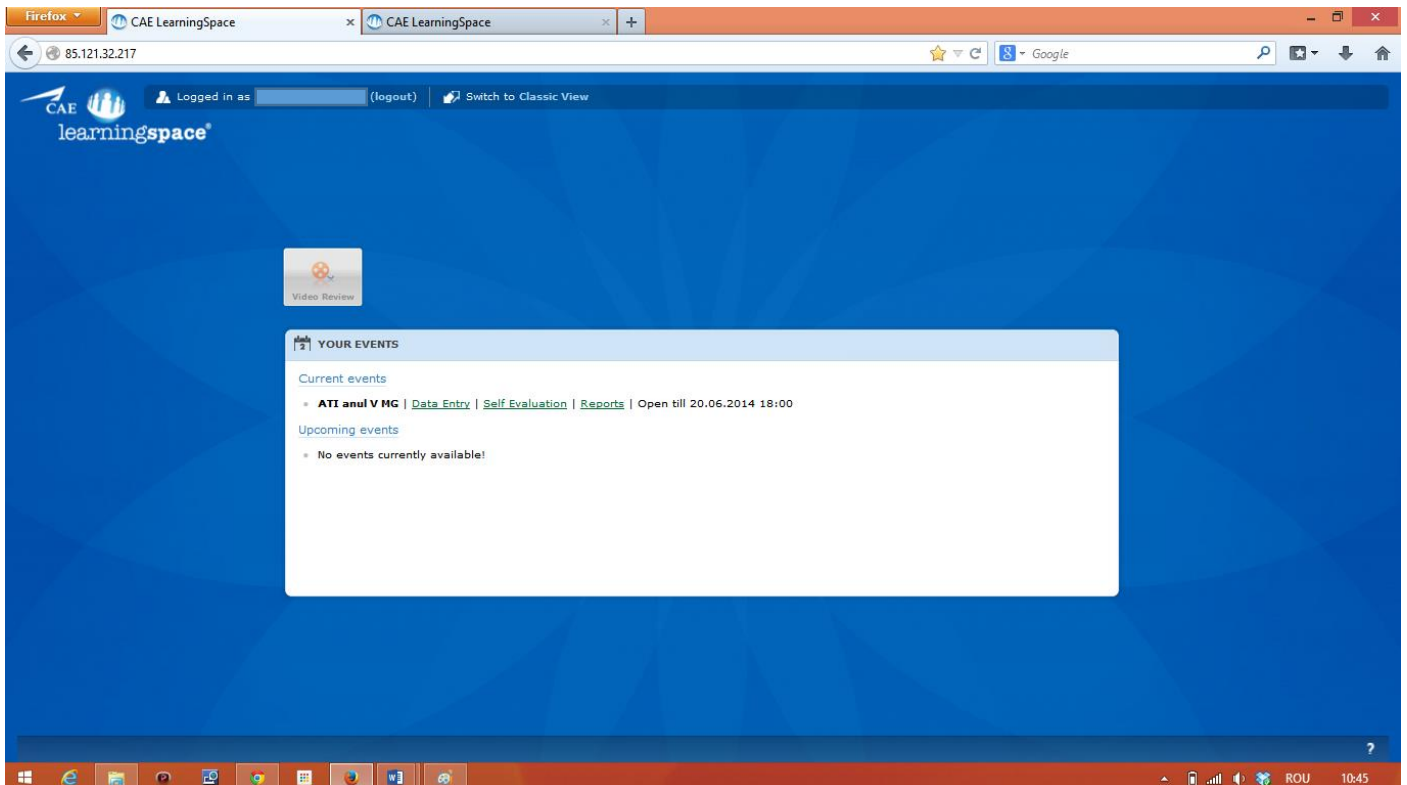 Firefox
CAE LearningSpace
CAE LearningSpace
85.121.32.217
Google
CAE
learningspace®
Logged in as (logout)
Switch to Classic View
Video Review
2 YOUR EVENTS
Current events
ATI anul V MG | Data Entry | Self Evaluation | Reports | Open till 20.06.2014 18:00
Upcoming events
No events currently available!
?
ROU 10:45